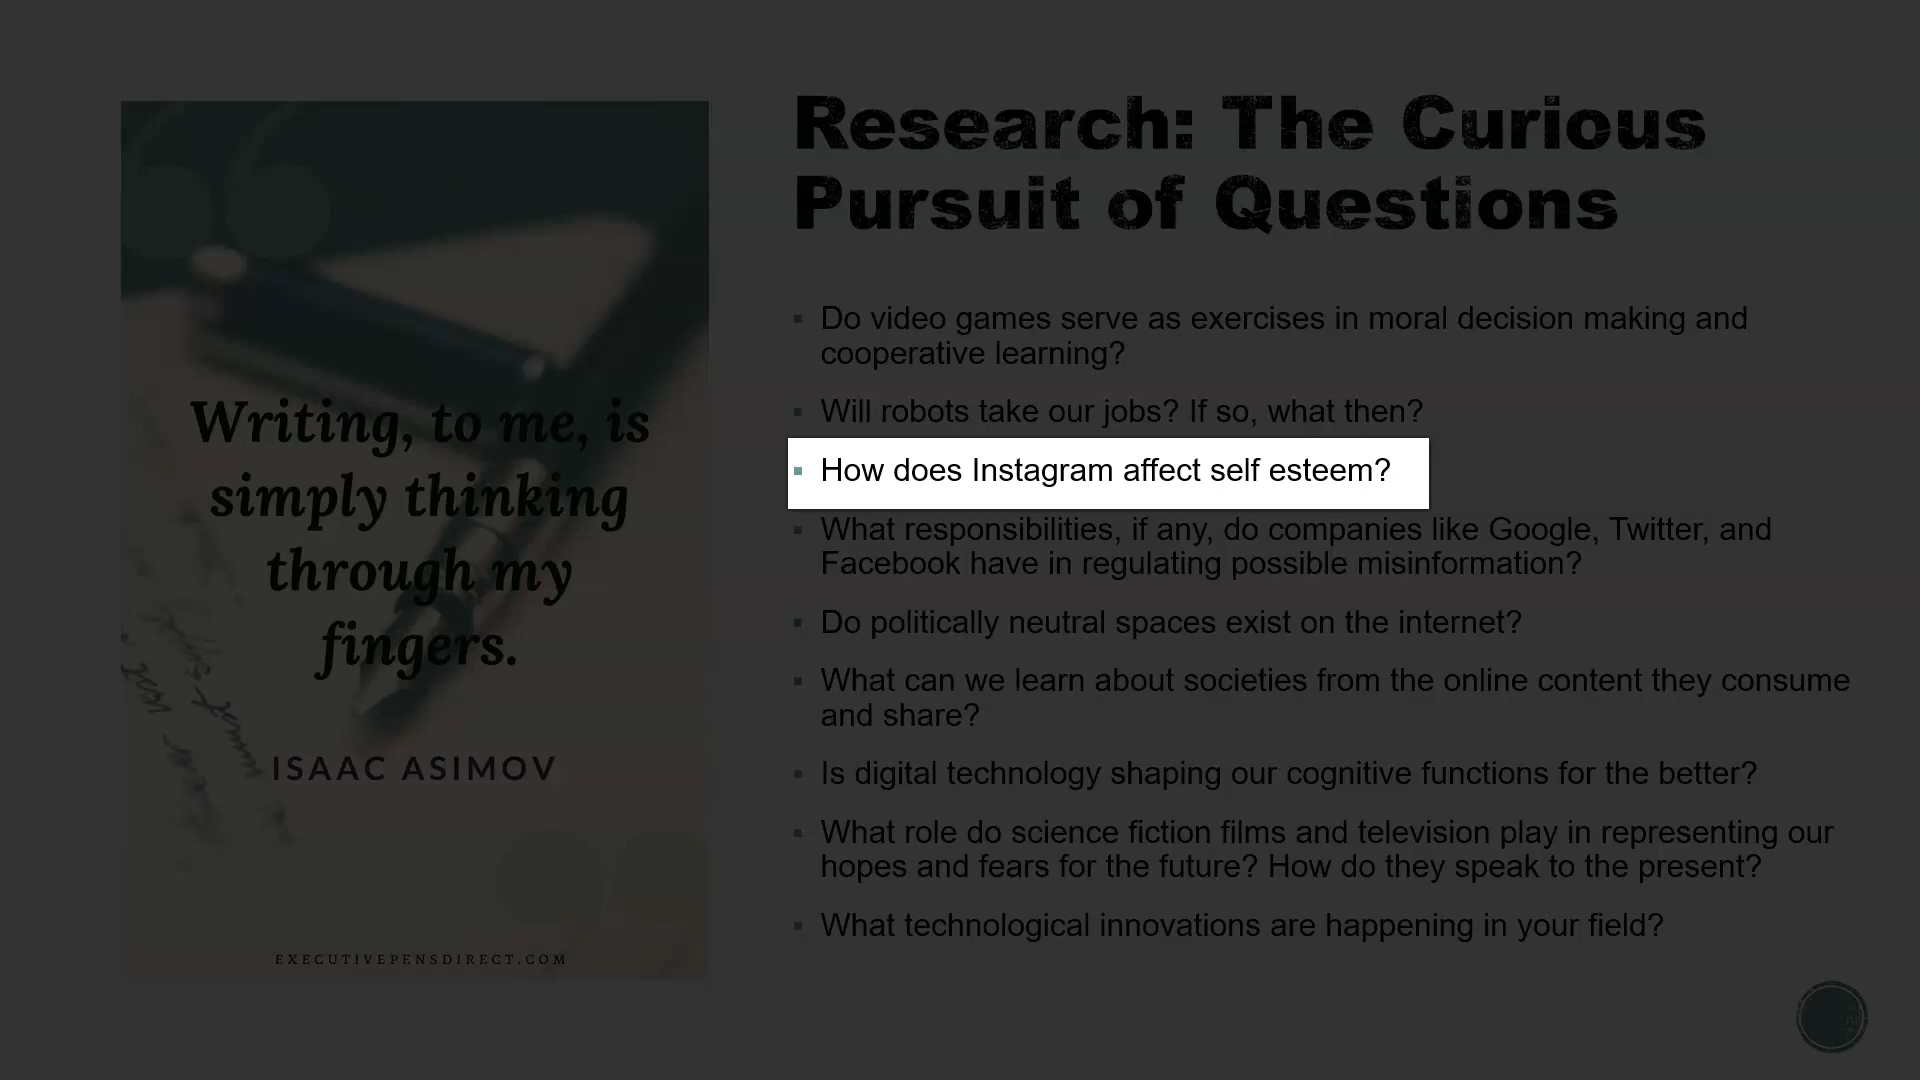 Writing, to me, is
simply thinking
through my
fingers.
ISAAC ASIMOV
EXECUTIVEPENSDIRECT.COM
Research: The Curious
Pursuit of Questions
Do video games serve as exercises in moral decision making and
cooperative learning?
Will robots take our jobs? If so, what then?
How does Instagram affect self esteem?
What responsibilities, if any, do companies like Google, Twitter, and
Facebook have in regulating possible misinformation?
Do politically neutral spaces exist on the internet?
What can we learn about societies from the online content they consume
and share?
Is digital technology shaping our cognitive functions for the better?
What role do science fiction films and television play in representing our
hopes and fears for the future? How do they speak to the present?
What technological innovations are happening in your field?